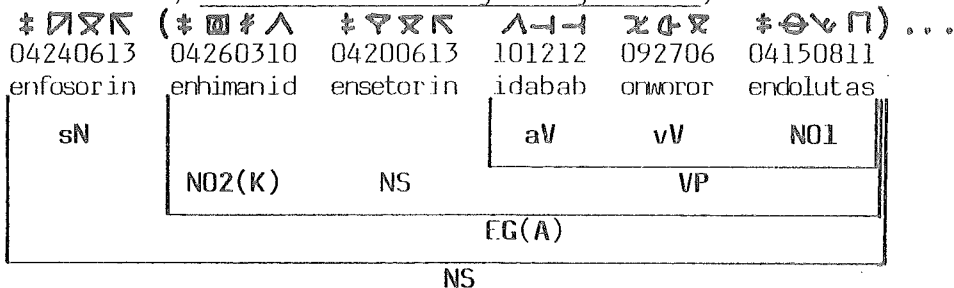 04240613 04260310 04200613 101212 092706 04150811
enfosorin enhimanid ensetorin idabab onworor endolutas
sN aV vV NO1
NO2(K) NS VP
EG(A)
NS